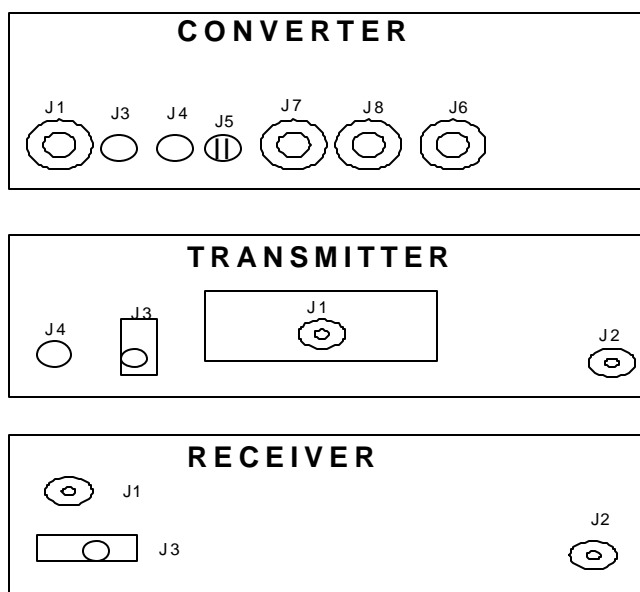 CONVERTER
J1 J3 J4 J5 J7 J8 J6
TRANSMITTER
J4 J3 J1 J2
RECEIVER
J1
J2
J3